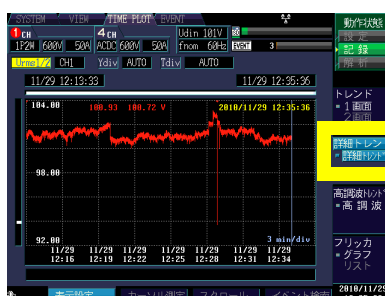 SYSTEM VIEW TIME PLOT EVENT
1 CH 4 CH Udin 101V
1P2W 600V 50A ACDC 600V 50A fnom 60Hz EVENT 3
Urms1/2 CH1 Ydiv AUTO Tdiv AUTO
11/29 12:13:33 11/29 12:35:36
104.00 100.93 100.72 V 2010/11/29 12:35:36
98.00
92.00 3 min/div
11/29 11/29 11/29 11/29 11/29 11/29 11/29
12:16 12:19 12:22 12:25 12:28 12:31 12:34
表示設定 カーソル測定 スクロール イベント検索
動作状態
設定
記録
解析
トレンド
1画面
2画面
詳細トレンド
詳細トレンド
高調波トレンド
高調波
フリッカ
グラフ
リスト
2010/11/29